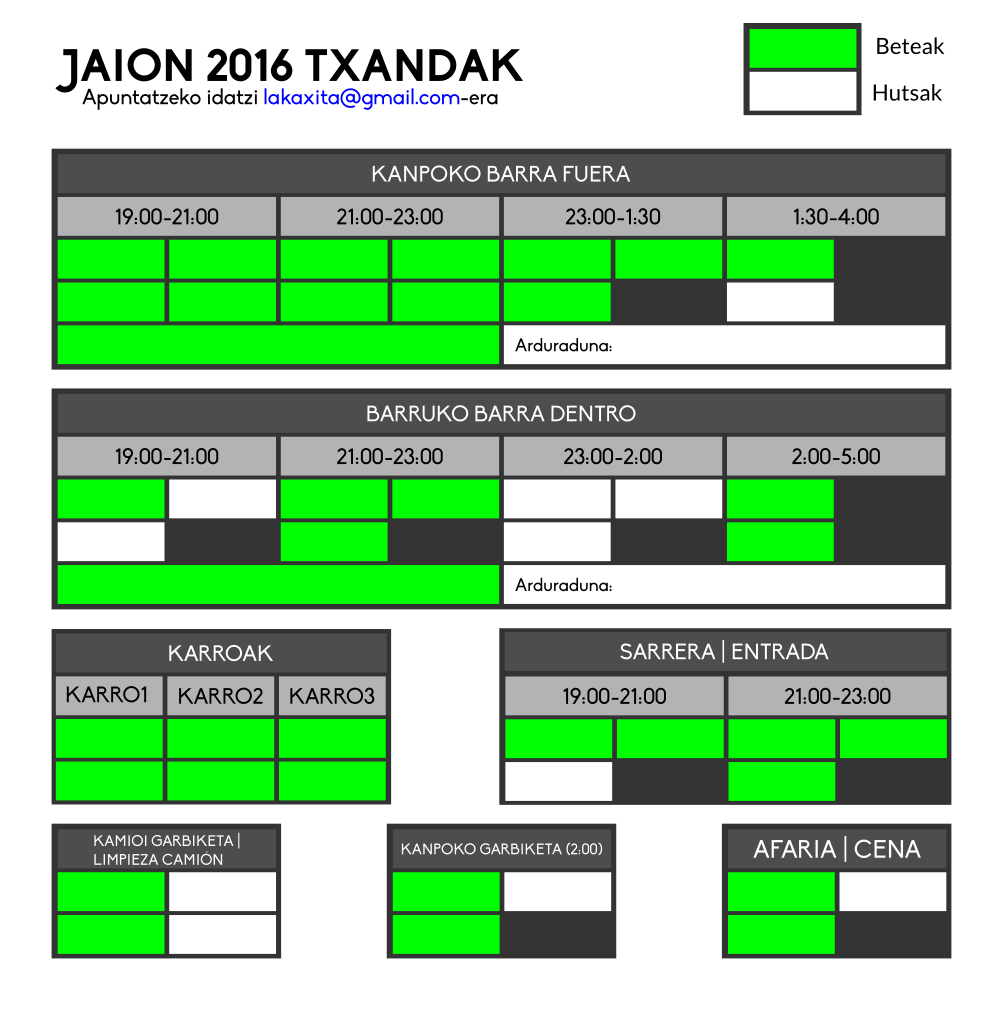 JAION 2016 TXANDAK
Apuntatzeko idatzi lakaxita@gmail.com-era
Beteak
Hutsak
KANPOKO BARRA FUERA
19:00-21:00 21:00-23:00 23:00-1:30 1:30-4:00
Arduraduna:
BARRUKO BARRA DENTRO
19:00-21:00 21:00-23:00 23:00-2:00 2:00-5:00
Arduraduna:
KARROAK
KARRO1 KARRO2 KARRO3
SARRERA | ENTRADA
19:00-21:00 21:00-23:00
KAMIOI GARBIKETA |
LIMPIEZA CAMIÓN
KANPOKO GARBIKETA (2:00)
AFARIA | CENA